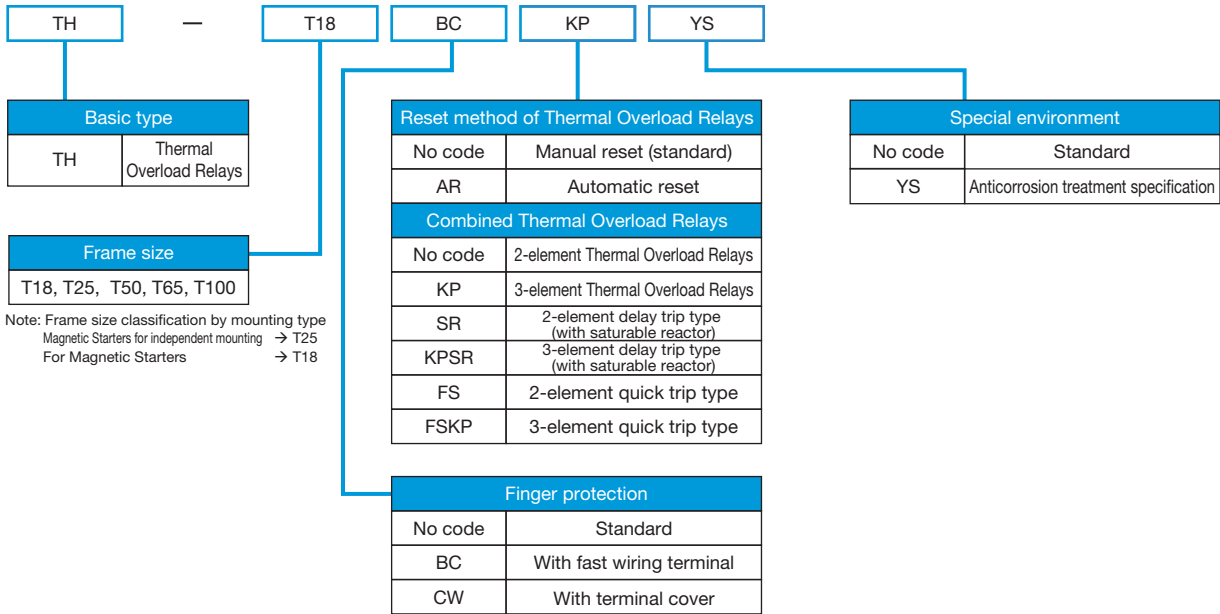 TH — T18 BC KP YS
Basic type
TH Thermal
Overload Relays
Frame size
T18, T25, T50, T65, T100
Note: Frame size classification by mounting type
Magnetic Starters for independent mounting → T25
For Magnetic Starters → T18
Reset method of Thermal Overload Relays
No code Manual reset (standard)
AR Automatic reset
Combined Thermal Overload Relays
No code 2-element Thermal Overload Relays
KP 3-element Thermal Overload Relays
SR 2-element delay trip type
(with saturable reactor)
KPSR 3-element delay trip type
(with saturable reactor)
FS 2-element quick trip type
FSKP 3-element quick trip type
Finger protection
No code Standard
BC With fast wiring terminal
CW With terminal cover
Special environment
No code Standard
YS Anticorrosion treatment specification